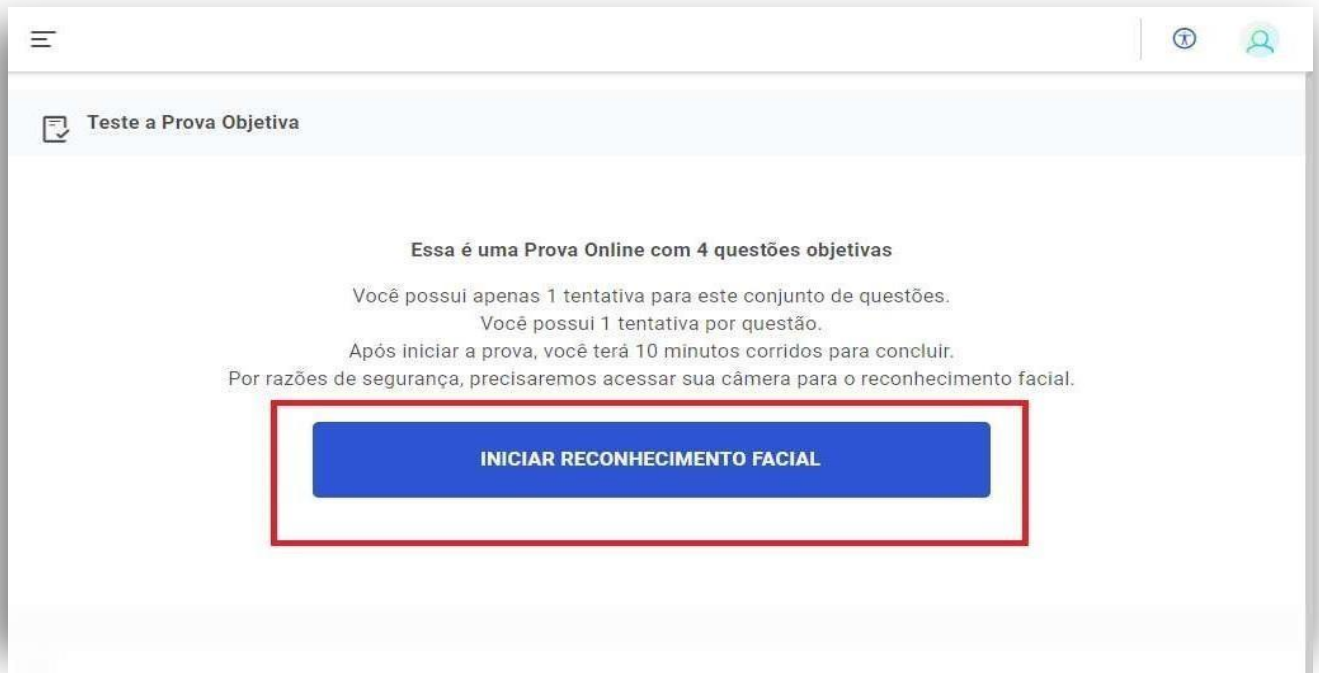 Teste a Prova Objetiva
Essa é uma Prova Online com 4 questões objetivas
Você possui apenas 1 tentativa para este conjunto de questões.
Você possui 1 tentativa por questão.
Após iniciar a prova, você terá 10 minutos corridos para concluir.
Por razões de segurança, precisaremos acessar sua câmera para o reconhecimento facial.
INICIAR RECONHECIMENTO FACIAL